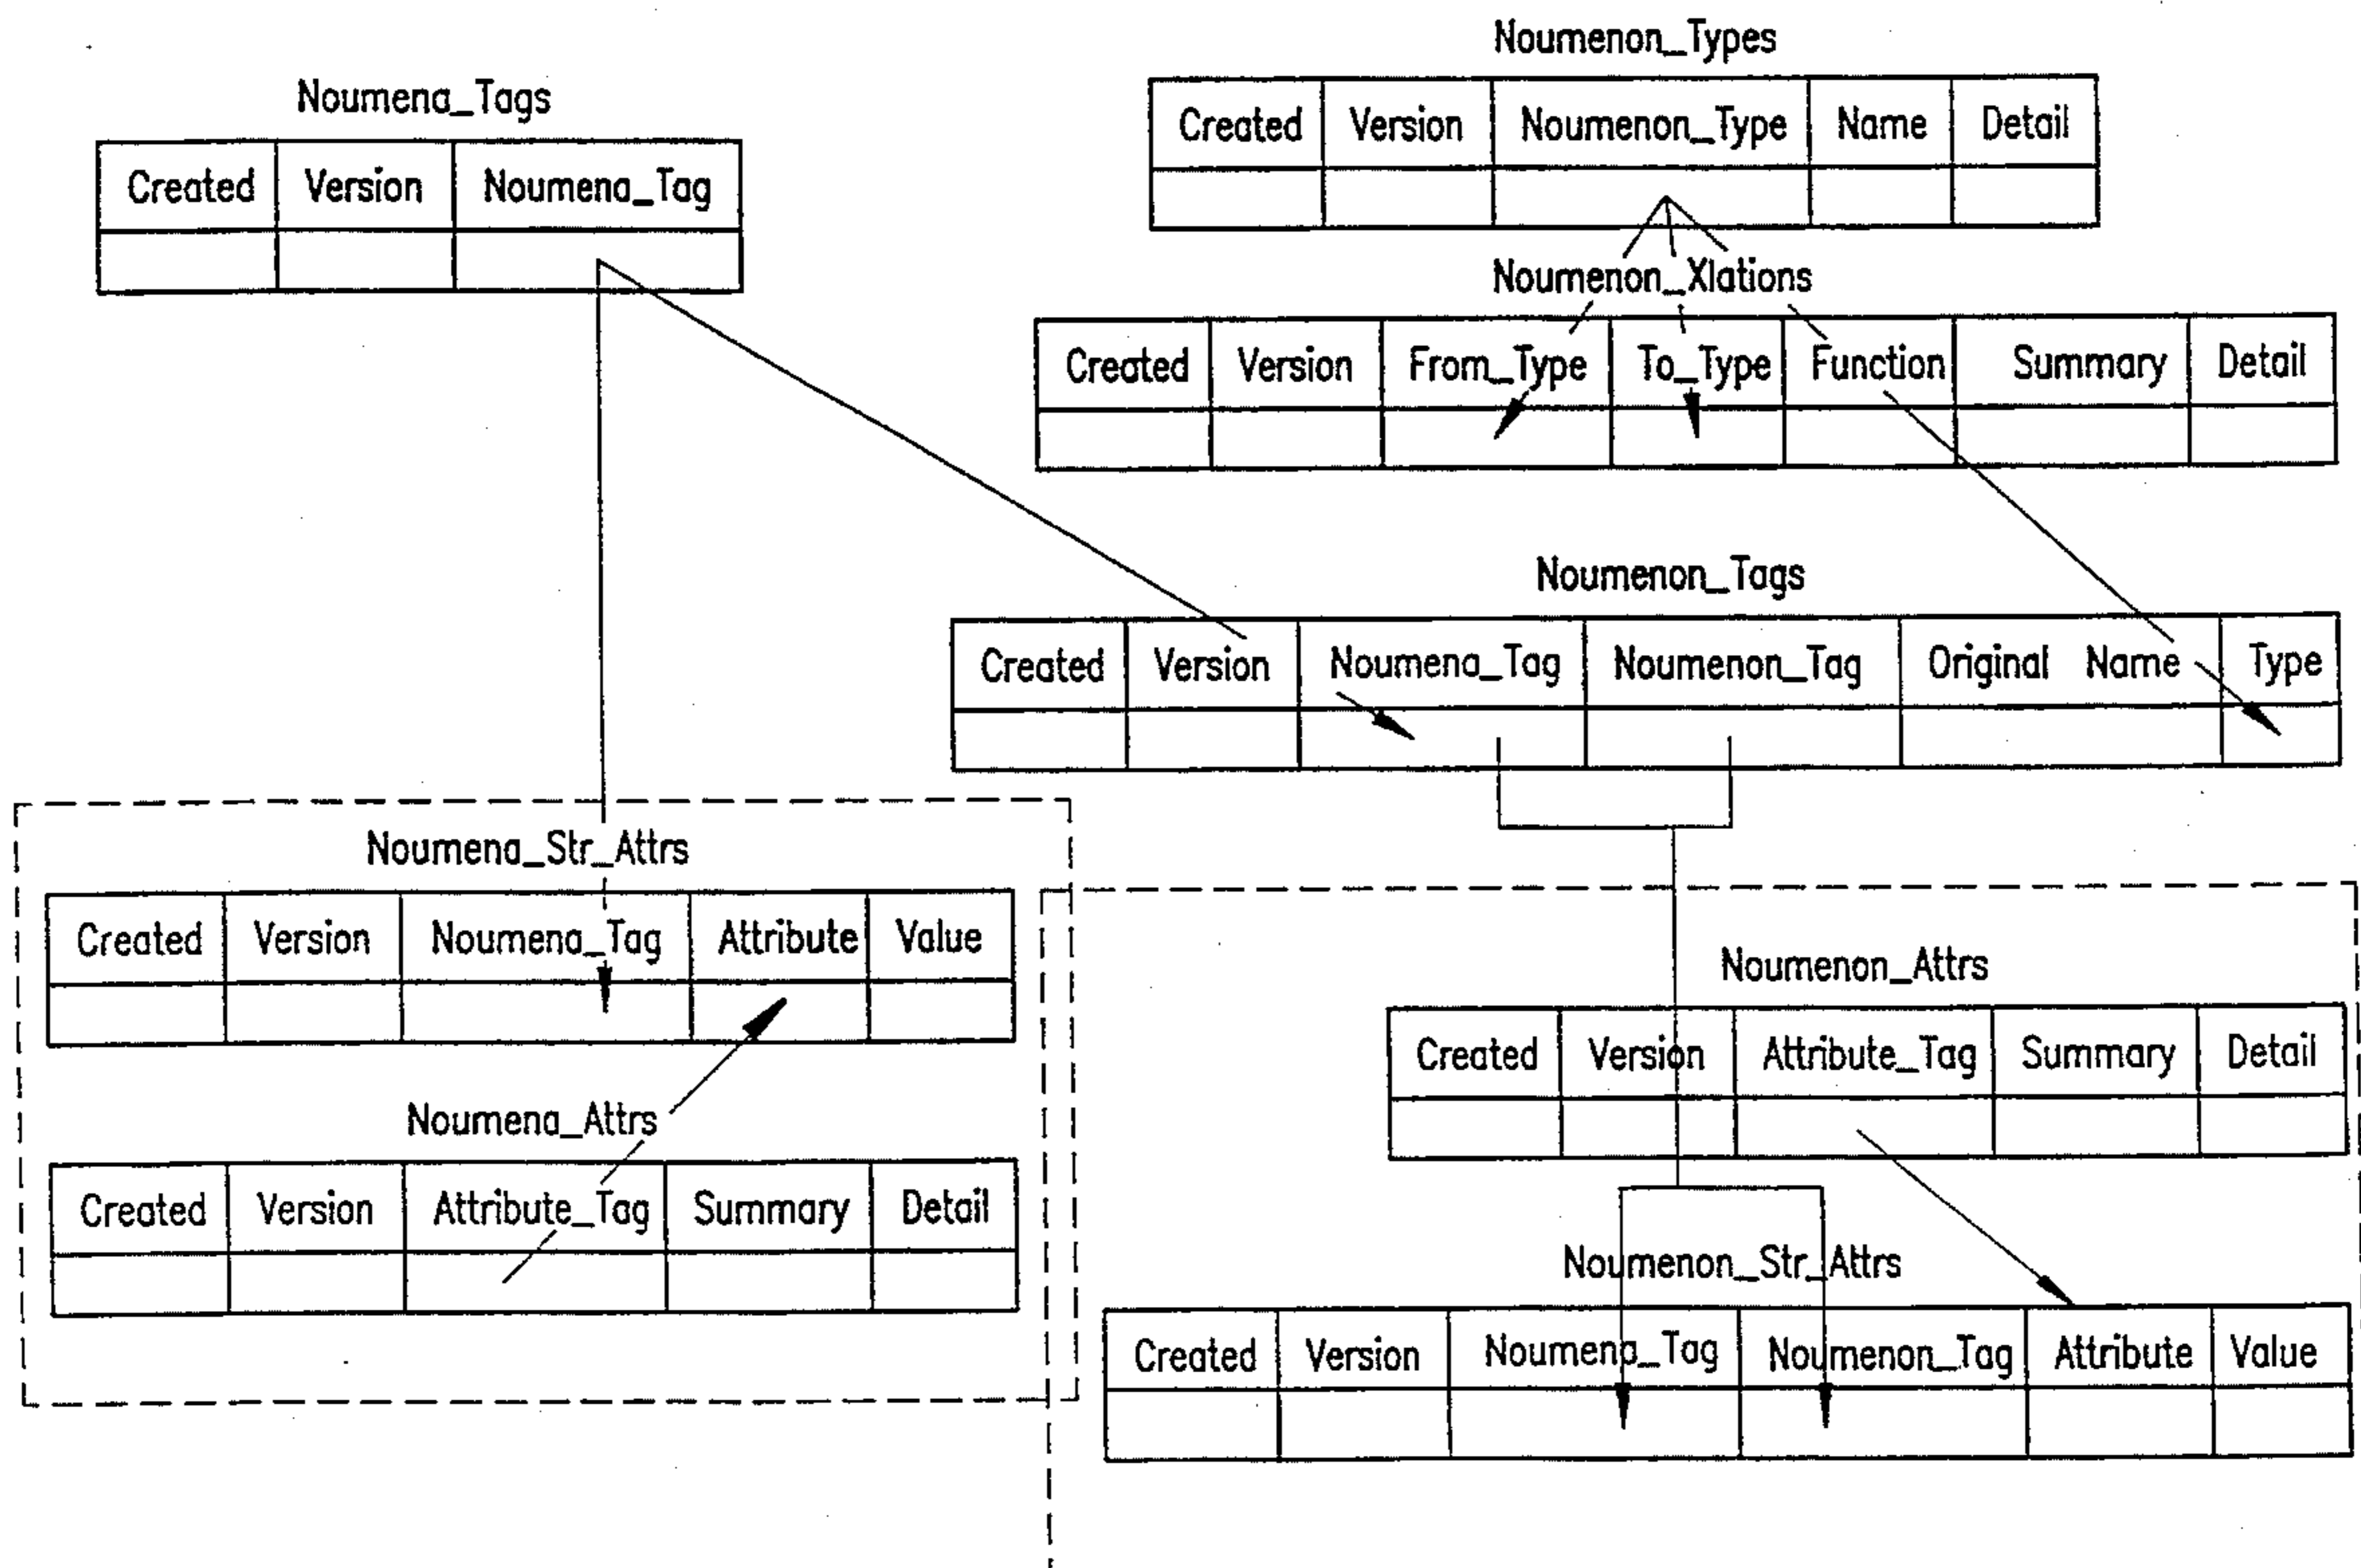 Noumena_Tags
Created Version Noumena_Tag
Noumenon_Types
Created Version Noumenon_Type Name Detail
Noumenon_Xlations
Created Version From_Type To_Type Function Summary Detail
Noumenon_Tags
Created Version Noumena_Tag Noumenon_Tag Original Name Type
Noumena_Str_Attrs
Created Version Noumena_Tag Attribute Value
Noumena_Attrs
Created Version Attribute_Tag Summary Detail
Noumenon_Attrs
Created Version Attribute_Tag Summary Detail
Noumenon_Str_Attrs
Created Version Noumena_Tag Noumenon_Tag Attribute Value